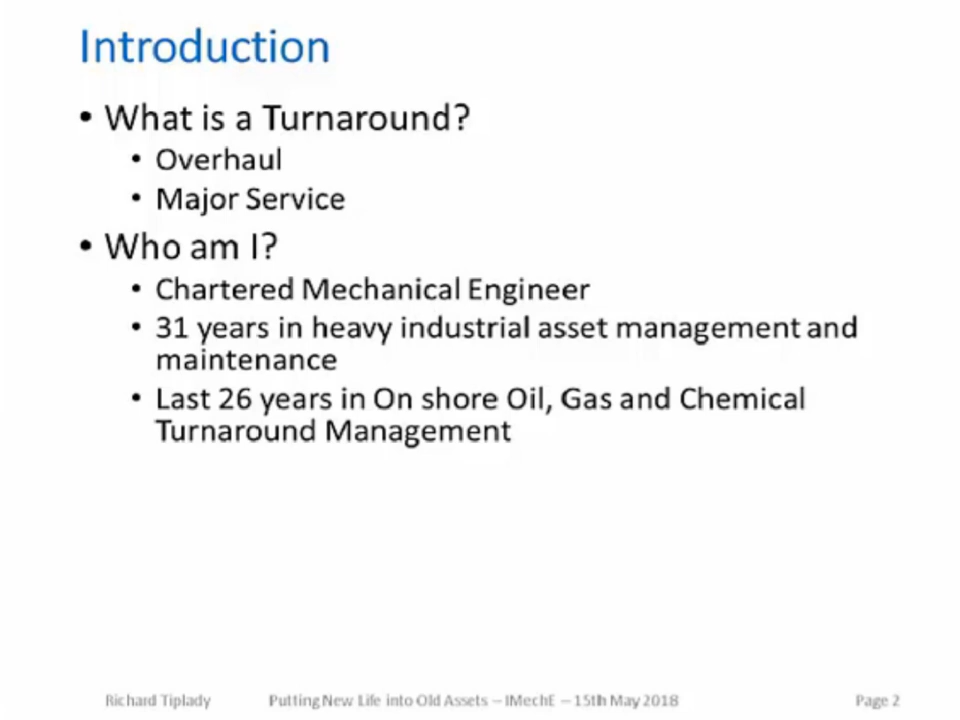 Introduction
• What is a Turnaround?
• Overhaul
• Major Service
• Who am I?
• Chartered Mechanical Engineer
• 31 years in heavy industrial asset management and
maintenance
• Last 26 years in On shore Oil, Gas and Chemical
Turnaround Management
Richard Tiplady Putting New Life into Old Assets – IMechE – 15th May 2018 Page 2